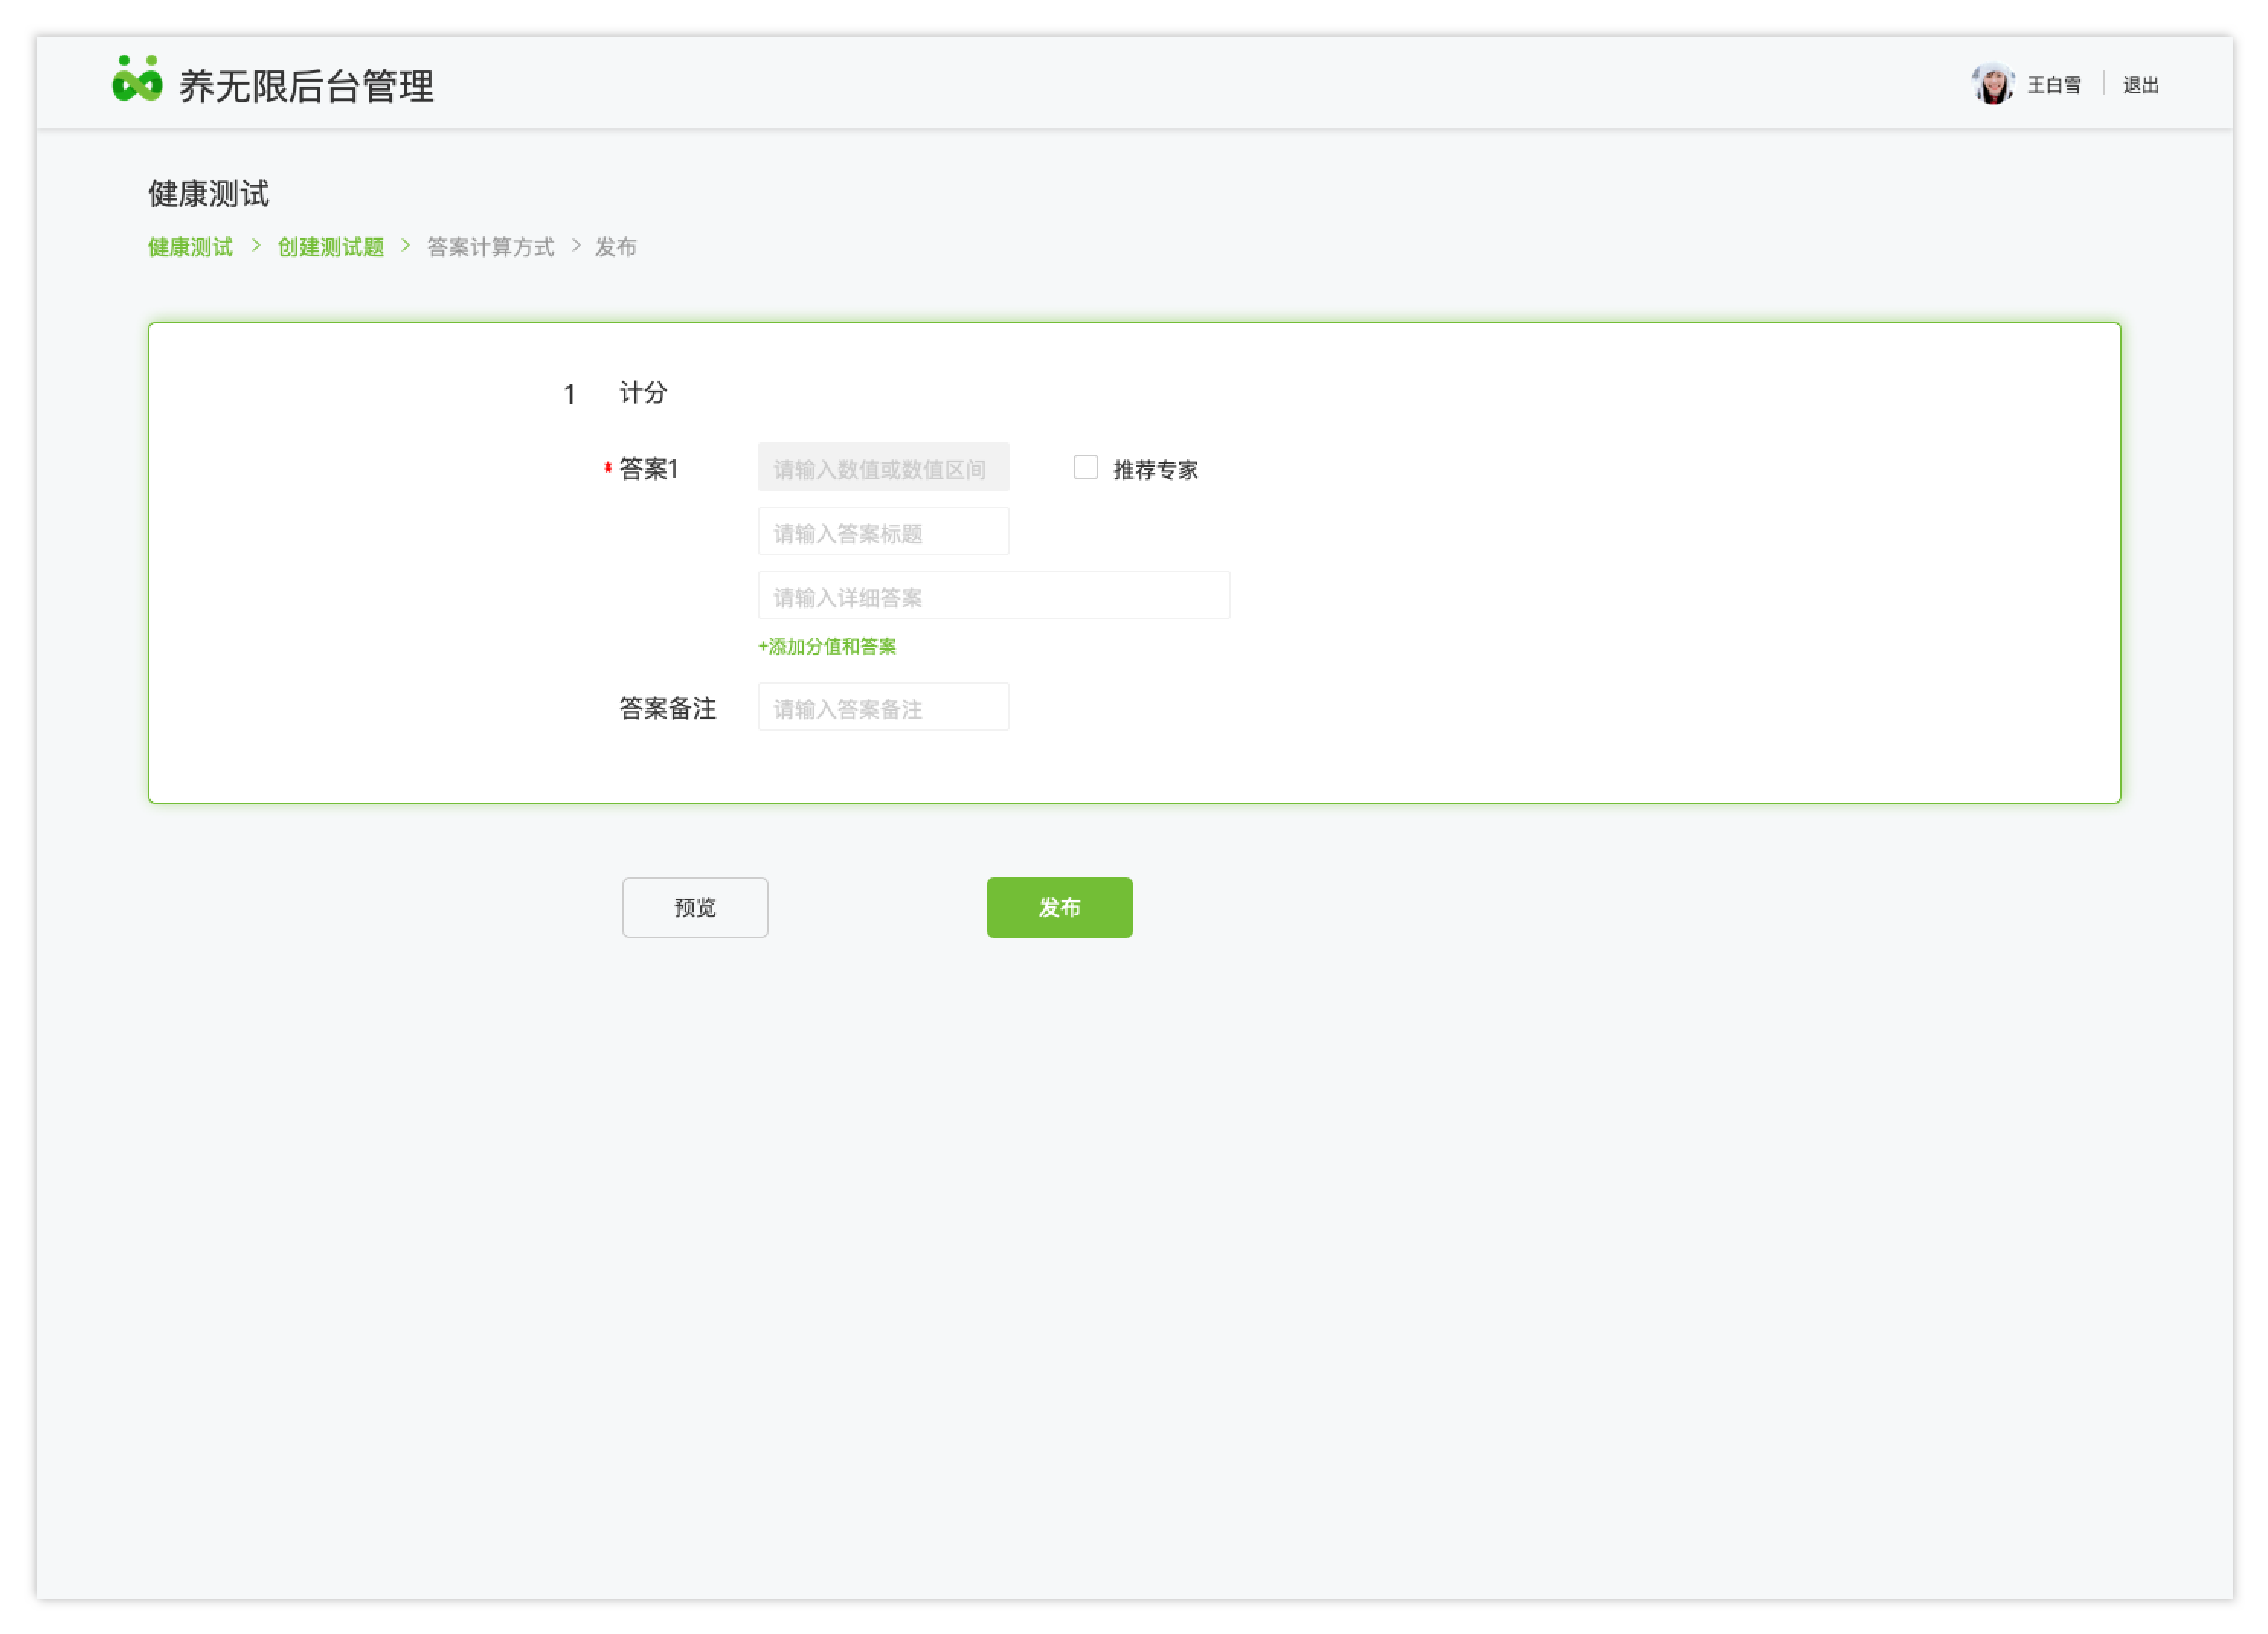 养无限后台管理
王白雪 退出
健康测试
健康测试 > 创建测试题 > 答案计算方式 > 发布
1 计分
* 答案1 请输入数值或数值区间 推荐专家
请输入答案标题
请输入详细答案
+添加分值和答案
答案备注 请输入答案备注
预览 发布